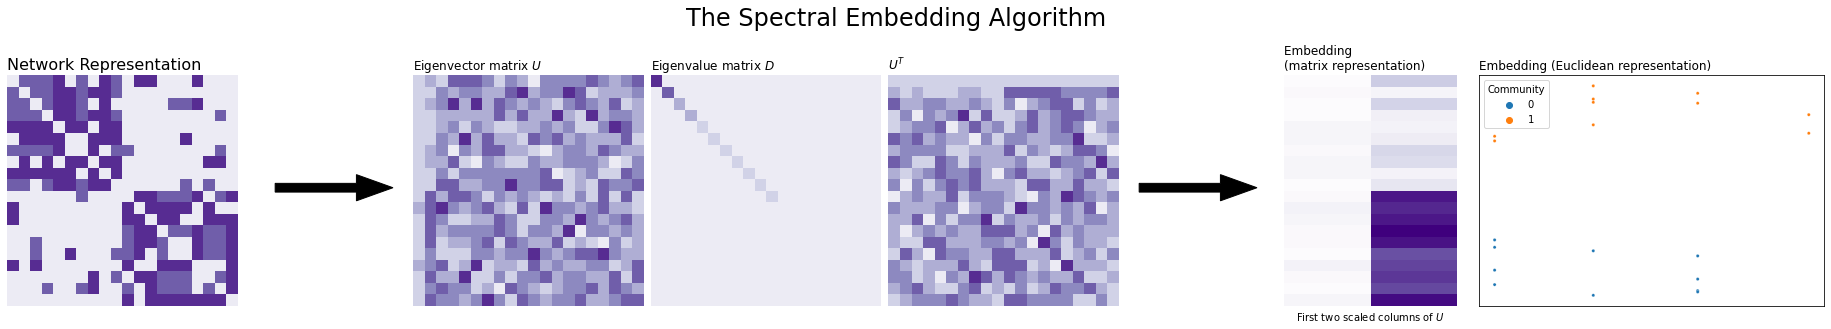 The Spectral Embedding Algorithm
Network Representation
Eigenvector matrix U
Eigenvalue matrix D
U^T
Embedding
(matrix representation)
First two scaled columns of U
Embedding (Euclidean representation)
Community
0
1